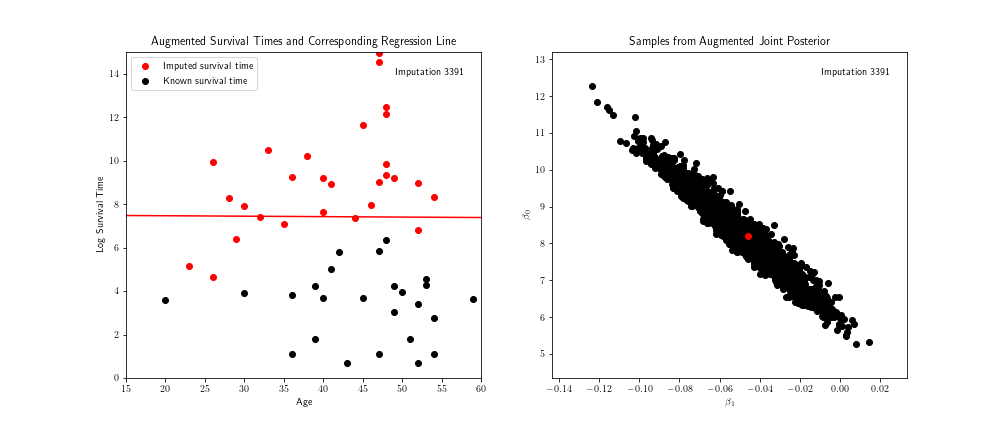 Augmented Survival Times and Corresponding Regression Line
Imputed survival time
Known survival time
Imputation 3391
14
12
10
8
6
4
2
0
Log Survival Time
15 20 25 30 35 40 45 50 55 60
Age
Samples from Augmented Joint Posterior
Imputation 3391
13
12
11
10
9
8
7
6
5
β₀
−0.14 −0.12 −0.10 −0.08 −0.06 −0.04 −0.02 0.00 0.02
β₁